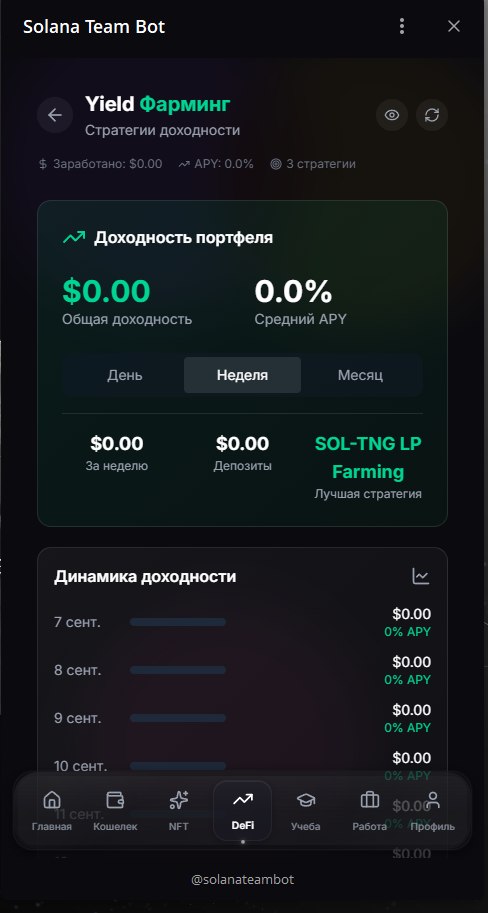 Solana Team Bot
Yield Фарминг
Стратегии доходности
Заработано: $0.00
APY: 0.0%
3 стратегии
Доходность портфеля
$0.00
Общая доходность
0.0%
Средний APY
День
Неделя
Месяц
$0.00
За неделю
$0.00
Депозиты
SOL-TNG LP
Farming
Лучшая стратегия
Динамика доходности
7 сент.
$0.00
0% APY
8 сент.
$0.00
0% APY
9 сент.
$0.00
0% APY
10 сент.
$0.00
0% APY
11 сент.
$0.00
Главная
Кошелек
NFT
DeFi
Учеба
Работа
Профиль
$0.00
@solanateambot